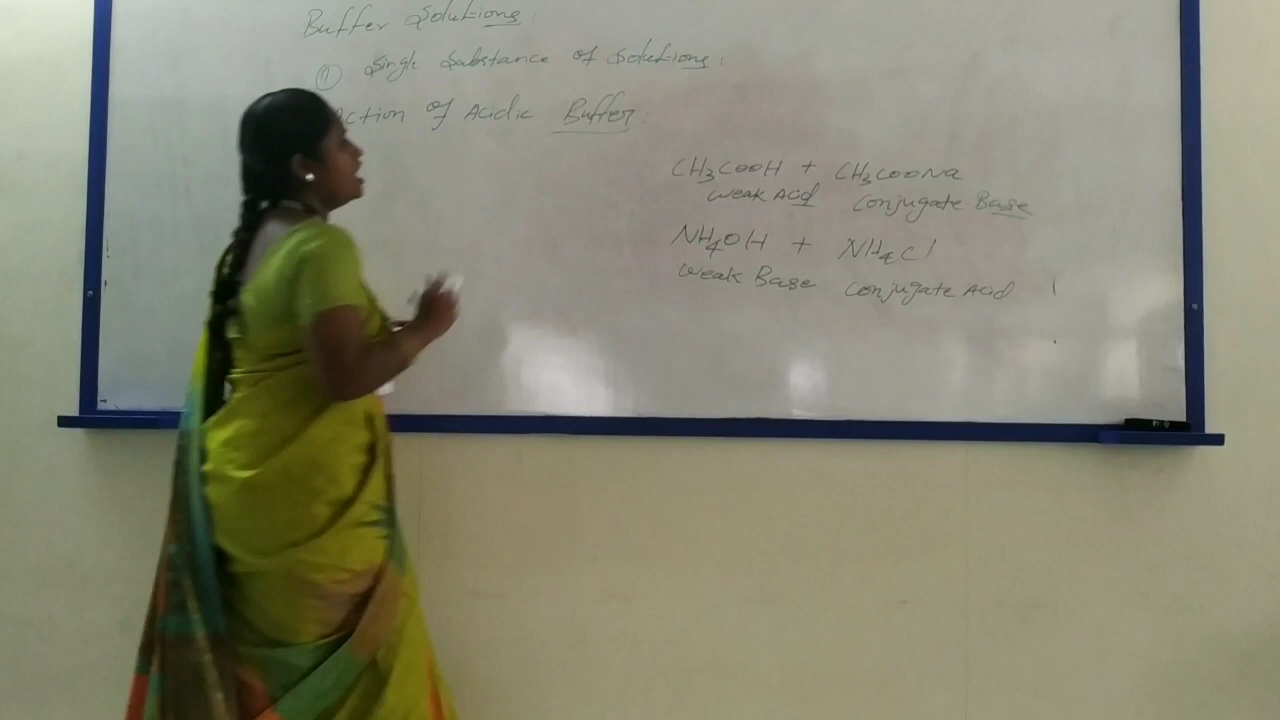 Buffer Solutions:
① Single Substance of Solutions:
ction of Acidic Buffer:
CH₃COOH + CH₃COONa
Weak Acid Conjugate Base
NH₄OH + NH₄Cl
Weak Base Conjugate Acid